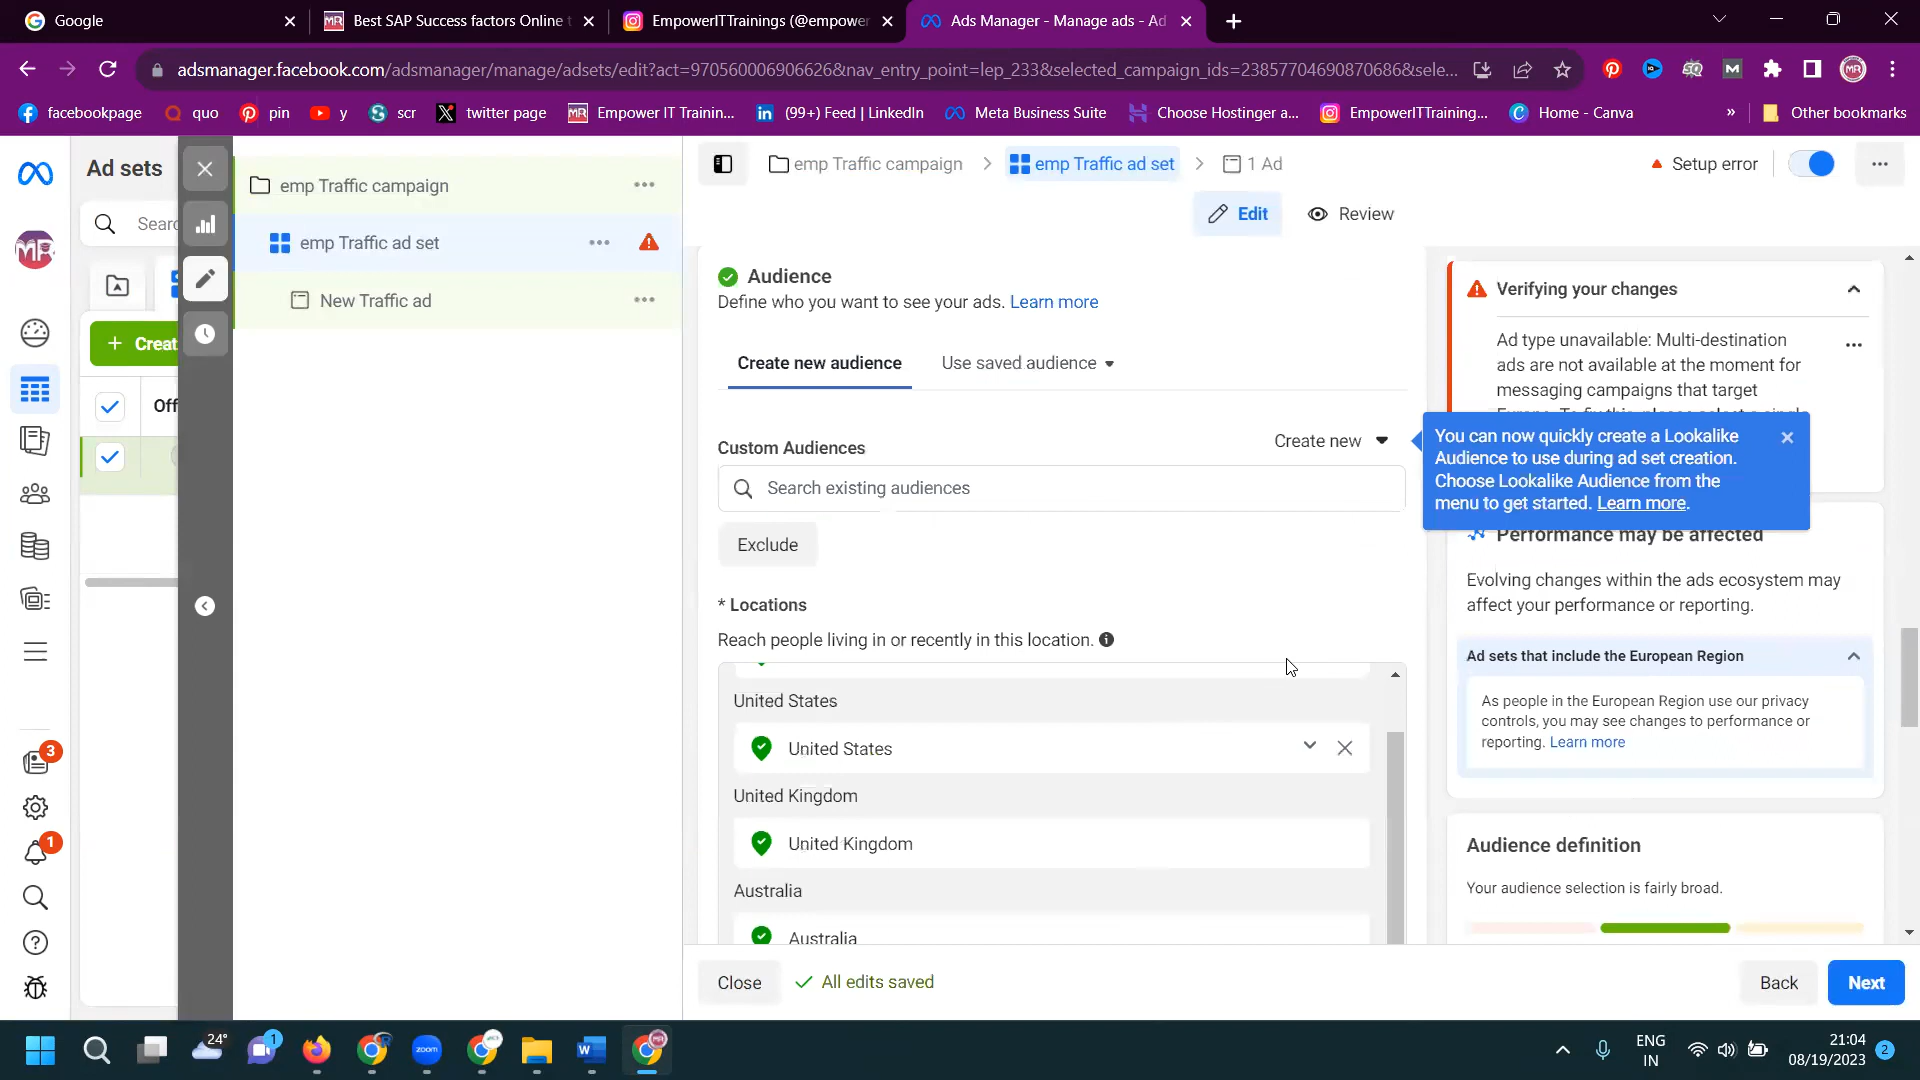 Google
Best SAP Success factors Online t
EmpowerITTrainings (@empower
Ads Manager - Manage ads - Ad
adsmanager.facebook.com/adsmanager/manage/adsets/edit?act=970560006906626&nav_entry_point=lep_233&selected_campaign_ids=23857704690870686&sele...
facebookpage
quo
pin
y
scr
twitter page
Empower IT Trainin...
(99+) Feed | LinkedIn
Meta Business Suite
Choose Hostinger a...
EmpowerITTraining...
Home - Canva
»
Other bookmarks
Ad sets
Searc
+ Creat
Off
3
1
emp Traffic campaign
emp Traffic ad set
New Traffic ad
emp Traffic campaign > emp Traffic ad set > 1 Ad
Setup error
Edit
Review
Audience
Define who you want to see your ads. Learn more
Create new audience
Use saved audience
Custom Audiences
Create new
Search existing audiences
Exclude
* Locations
Reach people living in or recently in this location.
United States
United States
United Kingdom
United Kingdom
Australia
Australia
Verifying your changes
Ad type unavailable: Multi-destination
ads are not available at the moment for
messaging campaigns that target
You can now quickly create a Lookalike
Audience to use during ad set creation.
Choose Lookalike Audience from the
menu to get started. Learn more.
Performance may be affected
Evolving changes within the ads ecosystem may
affect your performance or reporting.
Ad sets that include the European Region
As people in the European Region use our privacy
controls, you may see changes to performance or
reporting. Learn more
Audience definition
Your audience selection is fairly broad.
Close
All edits saved
Back
Next
24°
1
zoom
ENG
IN
21:04
08/19/2023
2